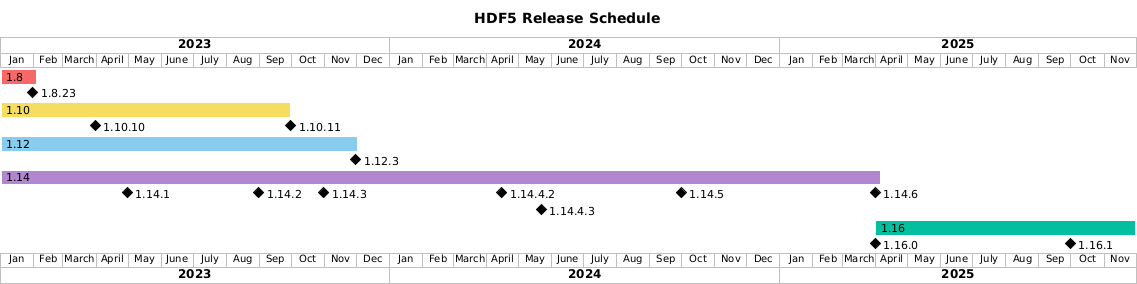 HDF5 Release Schedule
2023 2024 2025
Jan Feb March April May June July Aug Sep Oct Nov Dec Jan Feb March April May June July Aug Sep Oct Nov Dec Jan Feb March April May June July Aug Sep Oct Nov
1.8
1.8.23
1.10
1.10.10 1.10.11
1.12
1.12.3
1.14
1.14.1 1.14.2 1.14.3 1.14.4.2 1.14.5 1.14.6
1.14.4.3
1.16
1.16.0 1.16.1
Jan Feb March April May June July Aug Sep Oct Nov Dec Jan Feb March April May June July Aug Sep Oct Nov Dec Jan Feb March April May June July Aug Sep Oct Nov
2023 2024 2025